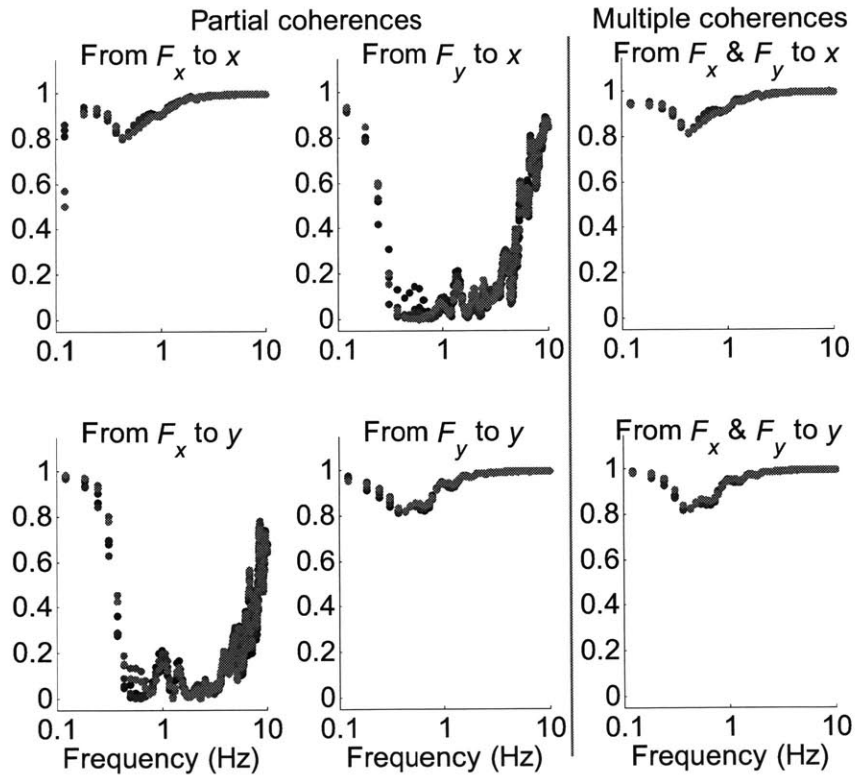 Partial coherences
Multiple coherences
From F_x to x
From F_y to x
From F_x & F_y to x
1
0.8
0.6
0.4
0.2
0
0.1 1 10
1
0.8
0.6
0.4
0.2
0
0.1 1 10
1
0.8
0.6
0.4
0.2
0
0.1 1 10
From F_x to y
From F_y to y
From F_x & F_y to y
1
0.8
0.6
0.4
0.2
0
0.1 1 10
Frequency (Hz)
1
0.8
0.6
0.4
0.2
0
0.1 1 10
Frequency (Hz)
1
0.8
0.6
0.4
0.2
0
0.1 1 10
Frequency (Hz)